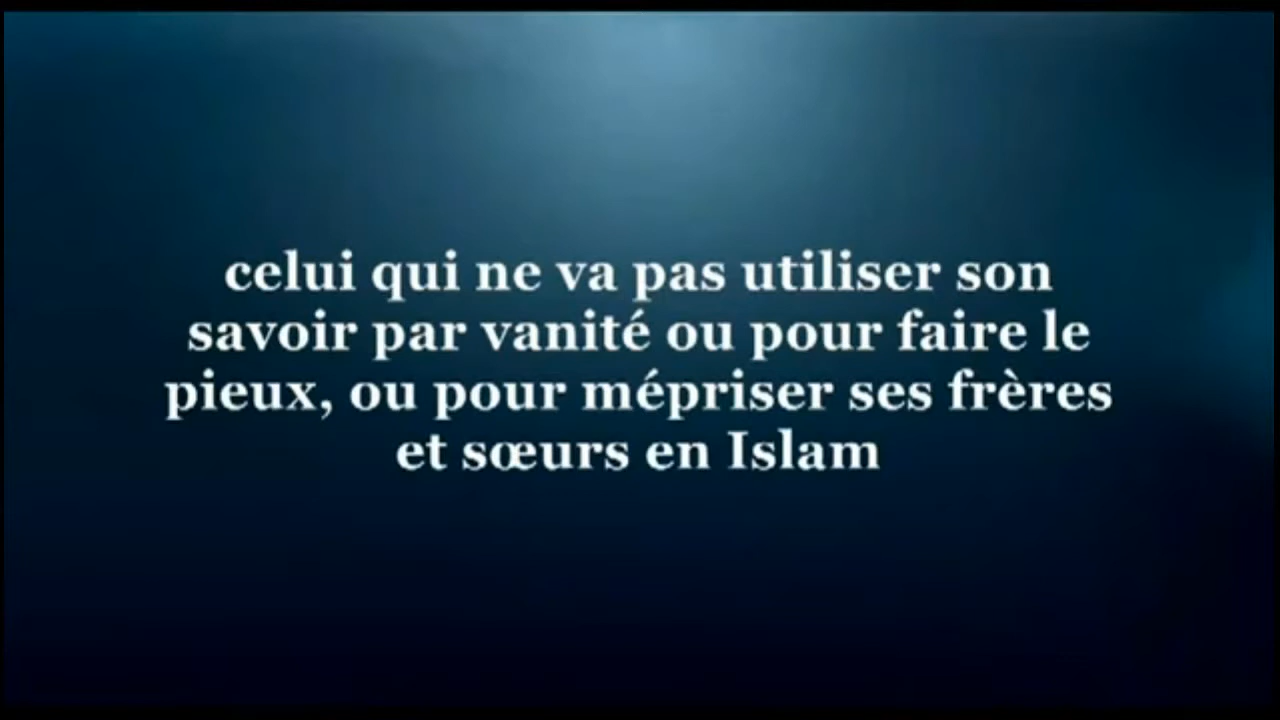 celui qui ne va pas utiliser son
savoir par vanité ou pour faire le
pieux, ou pour mépriser ses frères
et sœurs en Islam